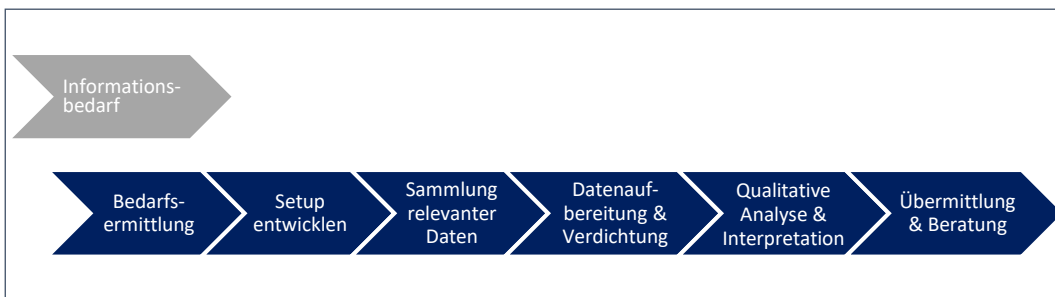 Informations-
bedarf
Bedarfs-
ermittlung
Setup
entwicklen
Sammlung
relevanter
Daten
Datenauf-
bereitung &
Verdichtung
Qualitative
Analyse &
Interpretation
Übermittlung
& Beratung